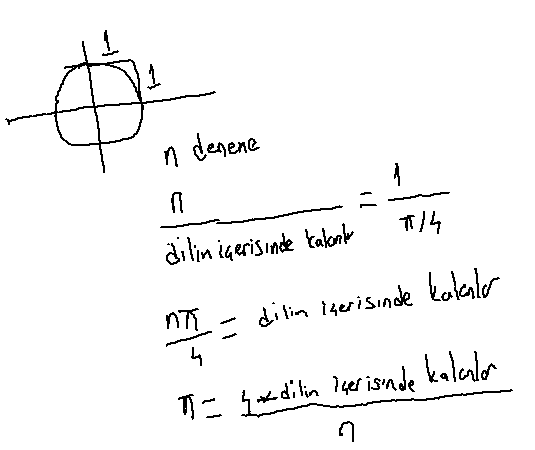 1
1
n deneme
n / dilin içerisinde kalanlar = 1 / π/4
nπ / 4 = dilin içerisinde kalanlar
π = 4 * dilin içerisinde kalanlar / n